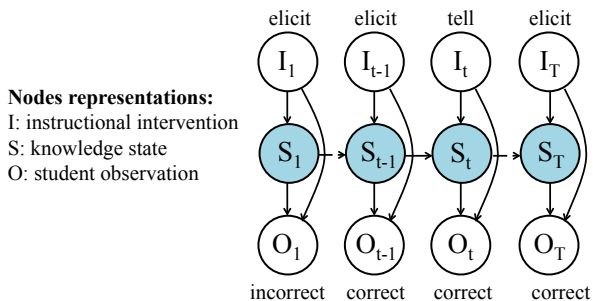 elicit elicit tell elicit
I1 It-1 It IT
Nodes representations:
I: instructional intervention
S: knowledge state
O: student observation
S1 St-1 St ST
O1 Ot-1 Ot OT
incorrect correct correct correct